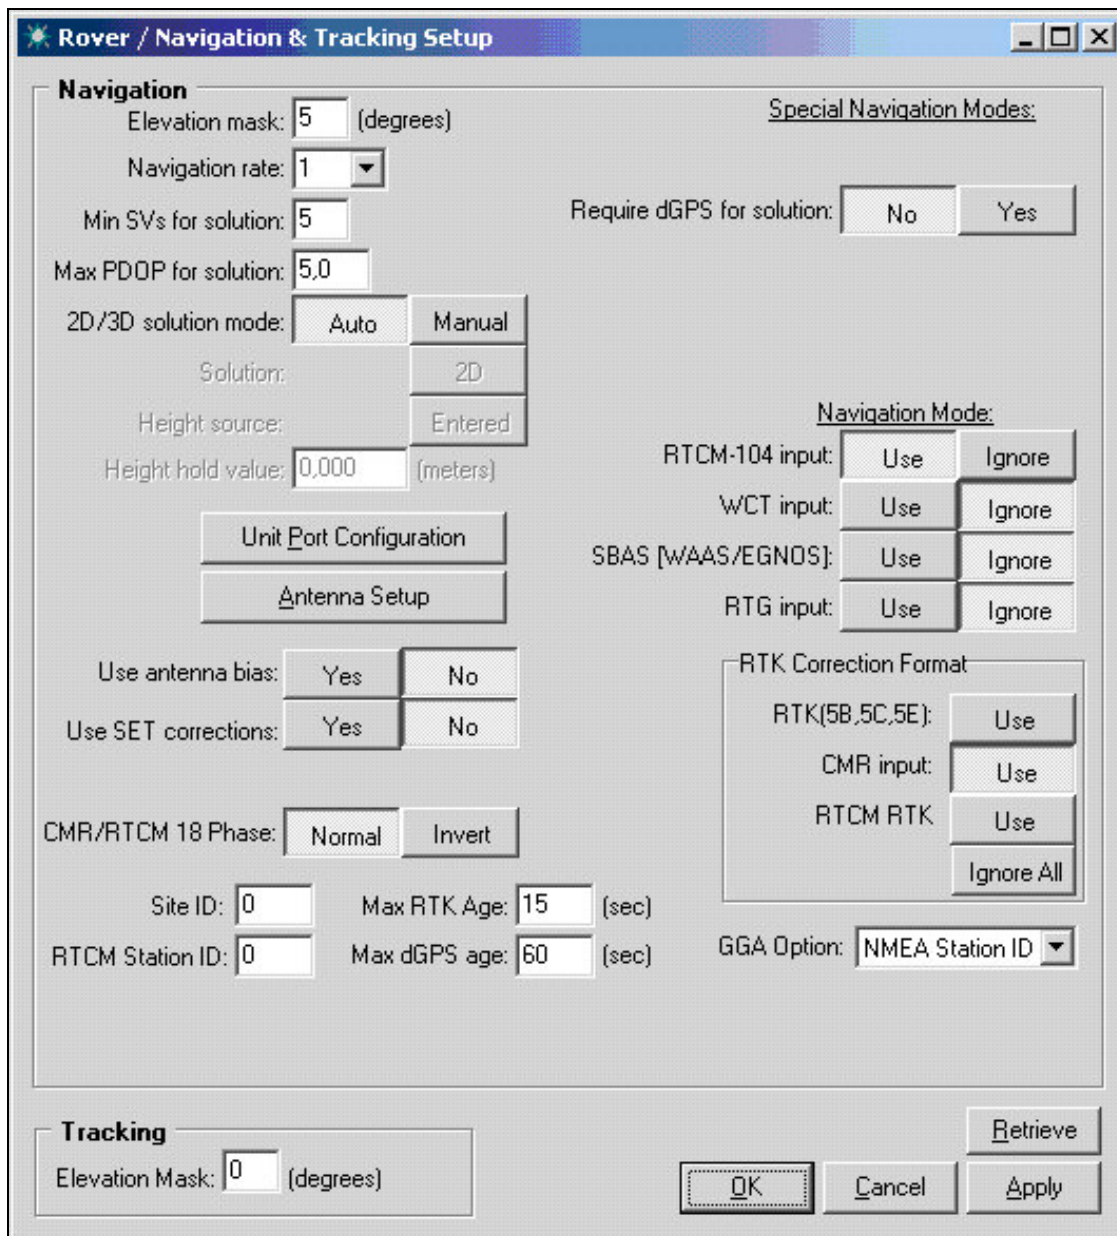 Rover / Navigation & Tracking Setup
Navigation
Elevation mask: 5 (degrees)
Special Navigation Modes:
Navigation rate: 1
Min SVs for solution: 5
Require dGPS for solution: No Yes
Max PDOP for solution: 5,0
2D/3D solution mode: Auto Manual
Solution: 2D
Height source: Entered
Height hold value: 0,000 (meters)
Navigation Mode:
RTCM-104 input: Use Ignore
WCT input: Use Ignore
SBAS [WAAS/EGNOS]: Use Ignore
RTG input: Use Ignore
Unit Port Configuration
Antenna Setup
Use antenna bias: Yes No
Use SET corrections: Yes No
RTK Correction Format
RTK(5B,5C,5E): Use
CMR input: Use
RTCM RTK Use
Ignore All
CMR/RTCM 18 Phase: Normal Invert
Site ID: 0 Max RTK Age: 15 (sec)
RTCM Station ID: 0 Max dGPS age: 60 (sec)
GGA Option: NMEA Station ID
Tracking
Elevation Mask: 0 (degrees)
Retrieve
OK Cancel Apply